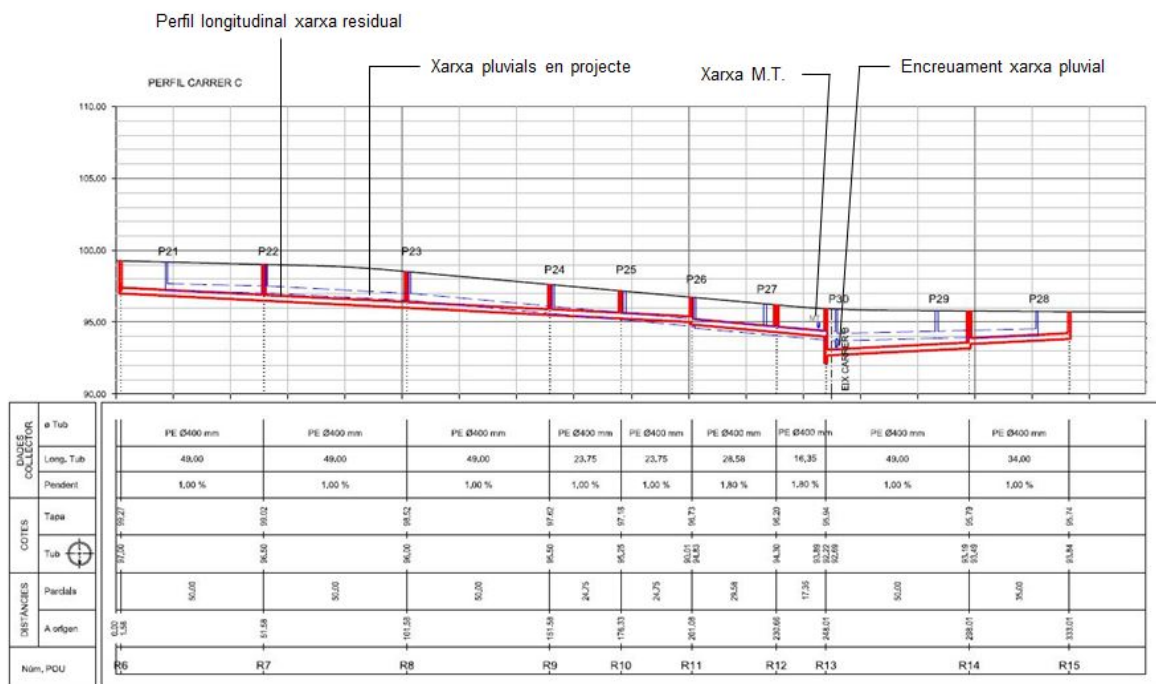 Perfil longitudinal xarxa residual
Xarxa pluvials en projecte
Xarxa M.T.
Encreuament xarxa pluvial
PERFIL CARRER C
110,00
105,00
100,00
95,00
90,00
P21
P22
P23
P24
P25
P26
P27
P30
P29
P28
EIX CARRER B
DADES COL·LECTOR
ø Tub
PE Ø400 mm PE Ø400 mm PE Ø400 mm PE Ø400 mm PE Ø400 mm PE Ø400 mm PE Ø400 mm PE Ø400 mm PE Ø400 mm
Long. Tub
49,00 49,00 49,00 23,75 23,75 28,58 16,35 49,00 34,00
Pendent
1,00 % 1,00 % 1,00 % 1,00 % 1,00 % 1,80 % 1,80 % 1,00 % 1,00 %
COTES
Tapa
99,27 99,02 98,52 97,62 97,18 96,73 96,20 95,94 95,79 95,74
Tub
97,00 96,50 96,00 95,50 95,25 94,83 94,30 93,89 92,69 93,19 93,49 93,84
DISTÀNCIES
Parcials
50,00 50,00 50,00 24,75 24,75 29,58 17,35 50,00 35,00
A origen
0,00 1,58 51,58 101,58 151,58 176,33 201,08 230,66 248,01 298,01 333,01
Núm. POU
R6 R7 R8 R9 R10 R11 R12 R13 R14 R15